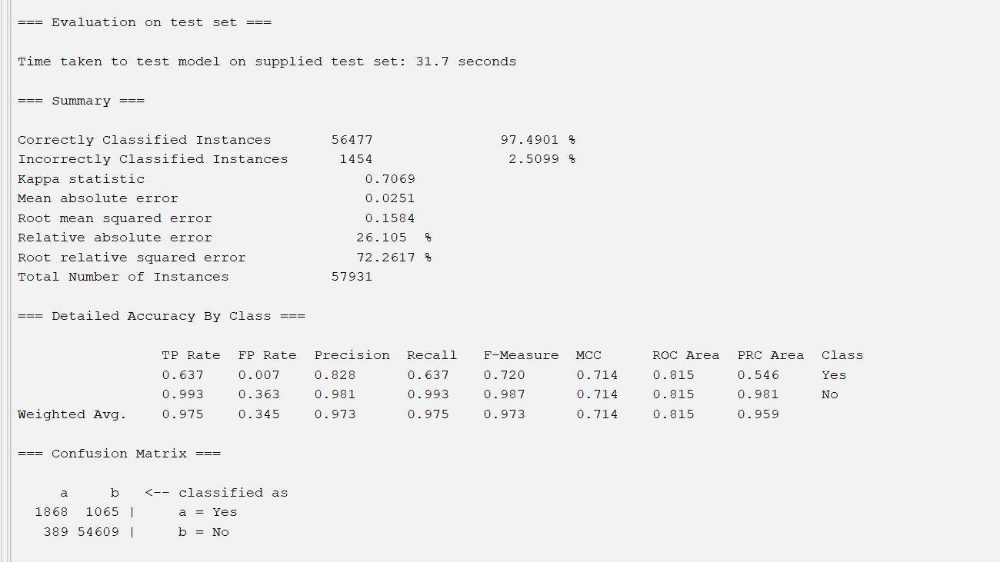 === Evaluation on test set ===
Time taken to test model on supplied test set: 31.7 seconds
=== Summary ===
Correctly Classified Instances 56477 97.4901 %
Incorrectly Classified Instances 1454 2.5099 %
Kappa statistic 0.7069
Mean absolute error 0.0251
Root mean squared error 0.1584
Relative absolute error 26.105 %
Root relative squared error 72.2617 %
Total Number of Instances 57931
=== Detailed Accuracy By Class ===
TP Rate FP Rate Precision Recall F-Measure MCC ROC Area PRC Area Class
0.637 0.007 0.828 0.637 0.720 0.714 0.815 0.546 Yes
0.993 0.363 0.981 0.993 0.987 0.714 0.815 0.981 No
Weighted Avg. 0.975 0.345 0.973 0.975 0.973 0.714 0.815 0.959
=== Confusion Matrix ===
a b <-- classified as
1868 1065 | a = Yes
389 54609 | b = No